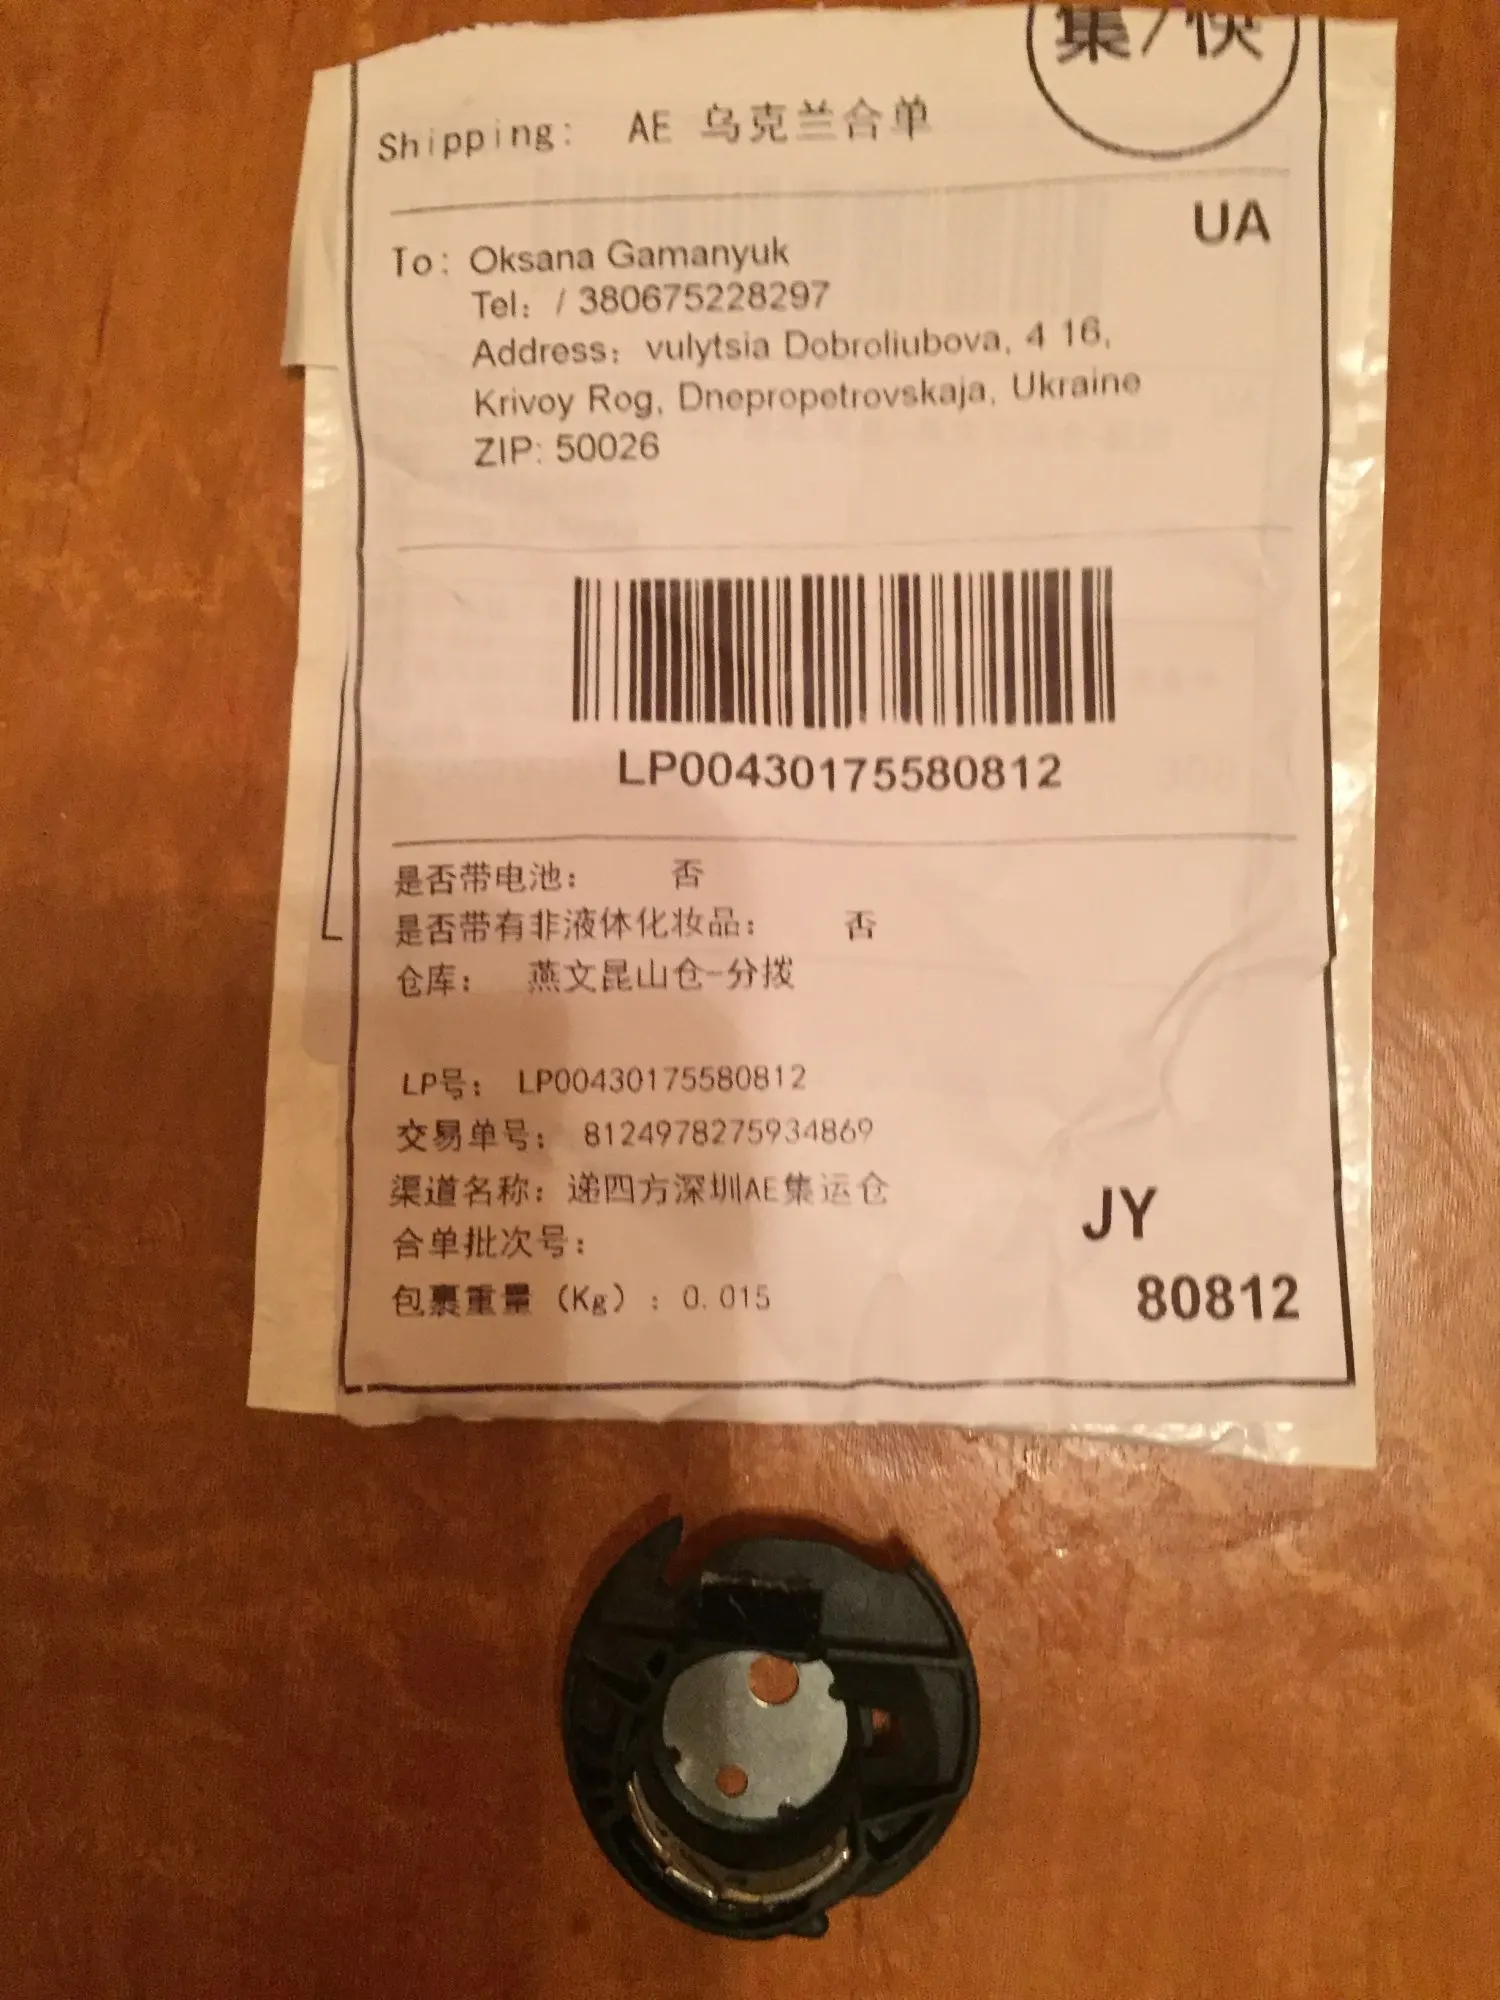 集/快
Shipping: AE 乌克兰合单
UA
To: Oksana Gamanyuk
Tel: / 380675228297
Address: vulytsia Dobroliubova, 4 16,
Krivoy Rog, Dnepropetrovskaja, Ukraine
ZIP: 50026
LP00430175580812
是否带电池： 否
是否带有非液体化妆品： 否
仓库： 燕文昆山仓-分拨
LP号： LP00430175580812
交易单号： 8124978275934869
渠道名称：递四方深圳AE集运仓
合单批次号：
包裹重量（Kg）：0.015
JY
80812